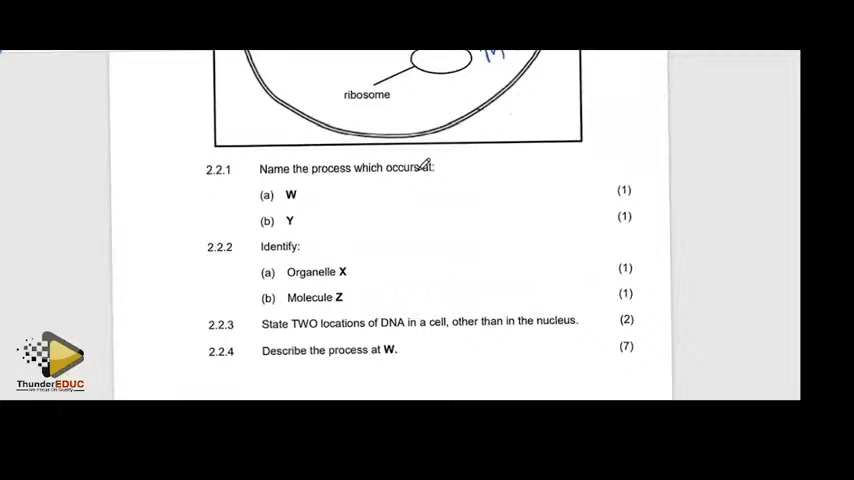 ribosome
2.2.1 Name the process which occurs at:
(a) W (1)
(b) Y (1)
2.2.2 Identify:
(a) Organelle X (1)
(b) Molecule Z (1)
2.2.3 State TWO locations of DNA in a cell, other than in the nucleus. (2)
2.2.4 Describe the process at W. (7)
ThunderEDUC